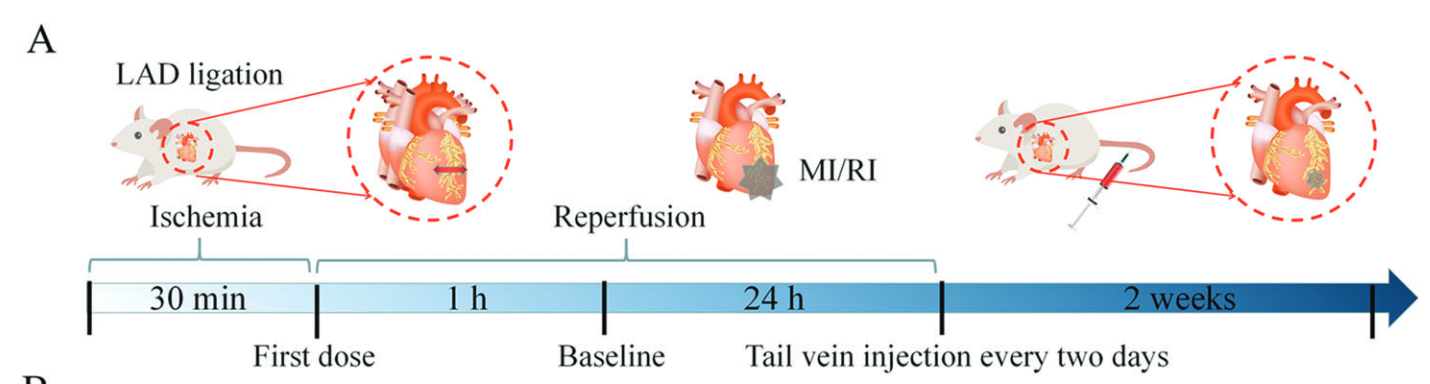 A
LAD ligation
MI/RI
Ischemia
Reperfusion
30 min
1 h
24 h
2 weeks
First dose
Baseline
Tail vein injection every two days